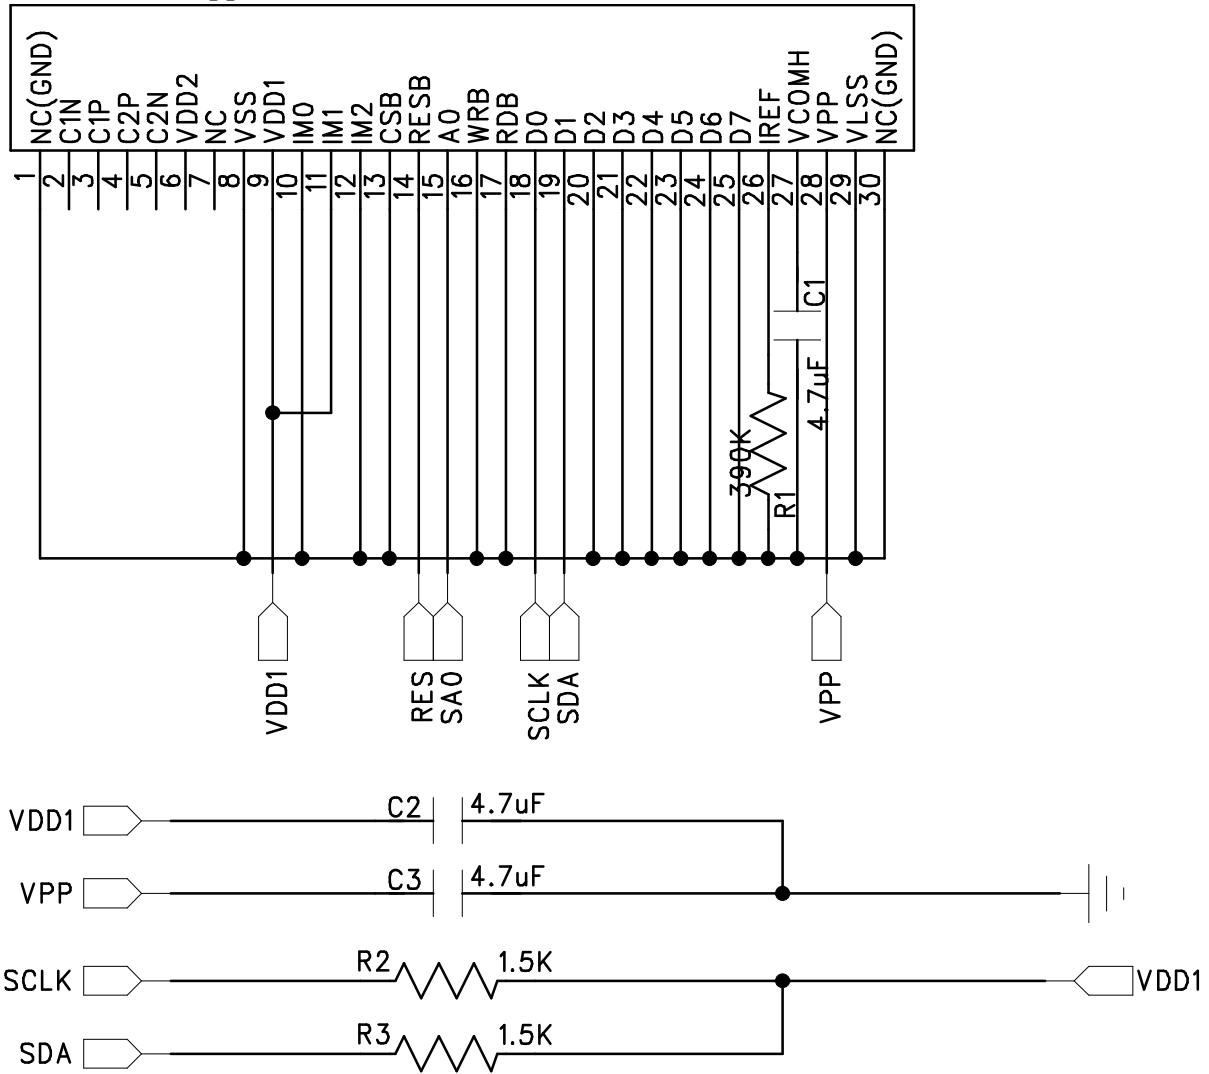 NC(GND)
C1N
C1P
C2P
C2N
VDD2
NC
VSS
VDD1
IM0
IM1
IM2
CSB
RESB
A0
WRB
RDB
D0
D1
D2
D3
D4
D5
D6
D7
IREF
VCOMH
VPP
VLSS
NC(GND)
1
2
3
4
5
6
7
8
9
10
11
12
13
14
15
16
17
18
19
20
21
22
23
24
25
26
27
28
29
30
C1
4.7uF
390K
R1
VDD1
RES
SA0
SCLK
SDA
VPP
VDD1
C2
4.7uF
VPP
C3
4.7uF
SCLK
R2
1.5K
VDD1
SDA
R3
1.5K